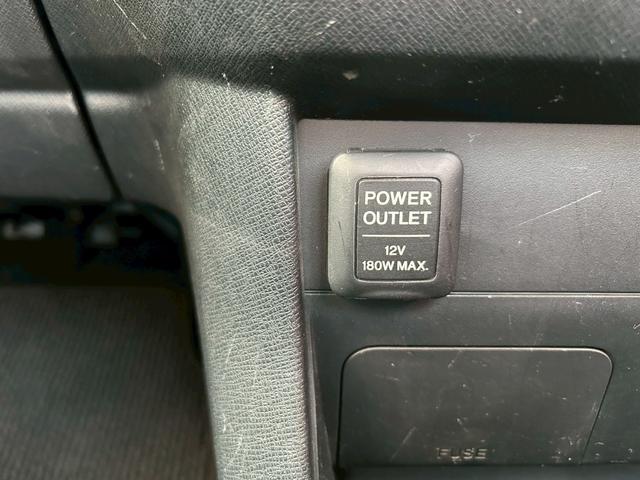 POWER
OUTLET
12V
180W MAX.
FUSE